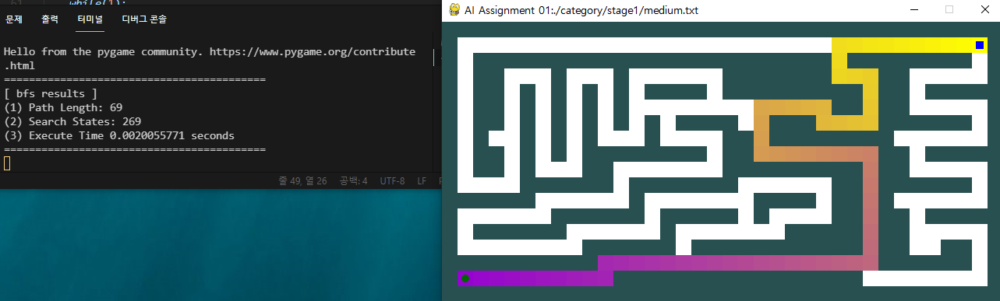 while(1):
문제 출력 터미널 디버그 콘솔
Hello from the pygame community. https://www.pygame.org/contribute
.html
==========================================
[ bfs results ]
(1) Path Length: 69
(2) Search States: 269
(3) Execute Time 0.0020055771 seconds
==========================================
줄 49, 열 26 공백: 4 UTF-8 LF
AI Assignment 01:./category/stage1/medium.txt